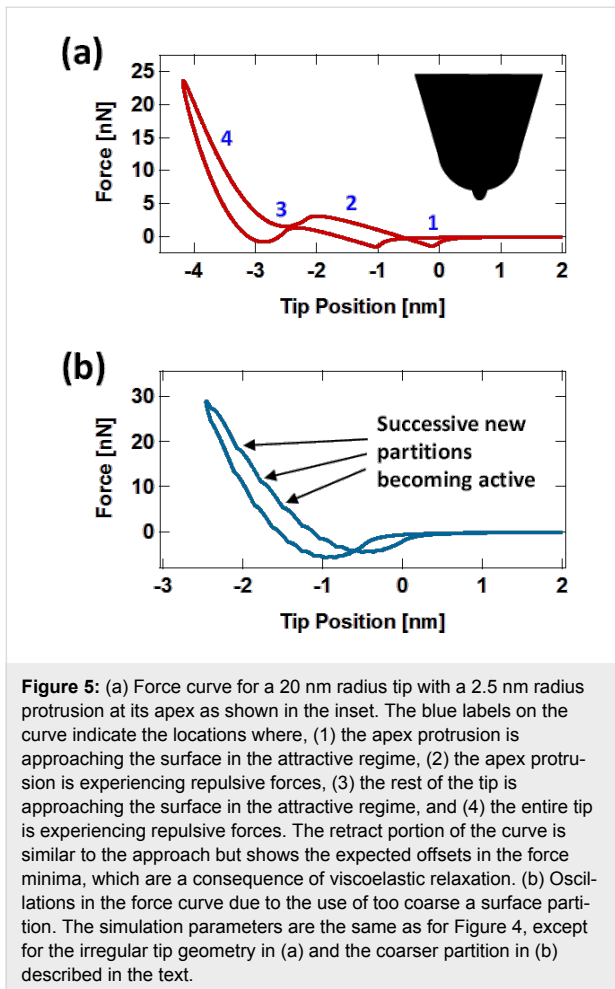 (a)
25
20
15
10
5
0
Force [nN]
4
3
2
1
-4 -3 -2 -1 0 1 2
Tip Position [nm]
(b)
30
20
10
0
Force [nN]
Successive new
partitions
becoming active
-3 -2 -1 0 1 2
Tip Position [nm]
Figure 5: (a) Force curve for a 20 nm radius tip with a 2.5 nm radius
protrusion at its apex as shown in the inset. The blue labels on the
curve indicate the locations where, (1) the apex protrusion is
approaching the surface in the attractive regime, (2) the apex protru-
sion is experiencing repulsive forces, (3) the rest of the tip is
approaching the surface in the attractive regime, and (4) the entire tip
is experiencing repulsive forces. The retract portion of the curve is
similar to the approach but shows the expected offsets in the force
minima, which are a consequence of viscoelastic relaxation. (b) Oscil-
lations in the force curve due to the use of too coarse a surface parti-
tion. The simulation parameters are the same as for Figure 4, except
for the irregular tip geometry in (a) and the coarser partition in (b)
described in the text.